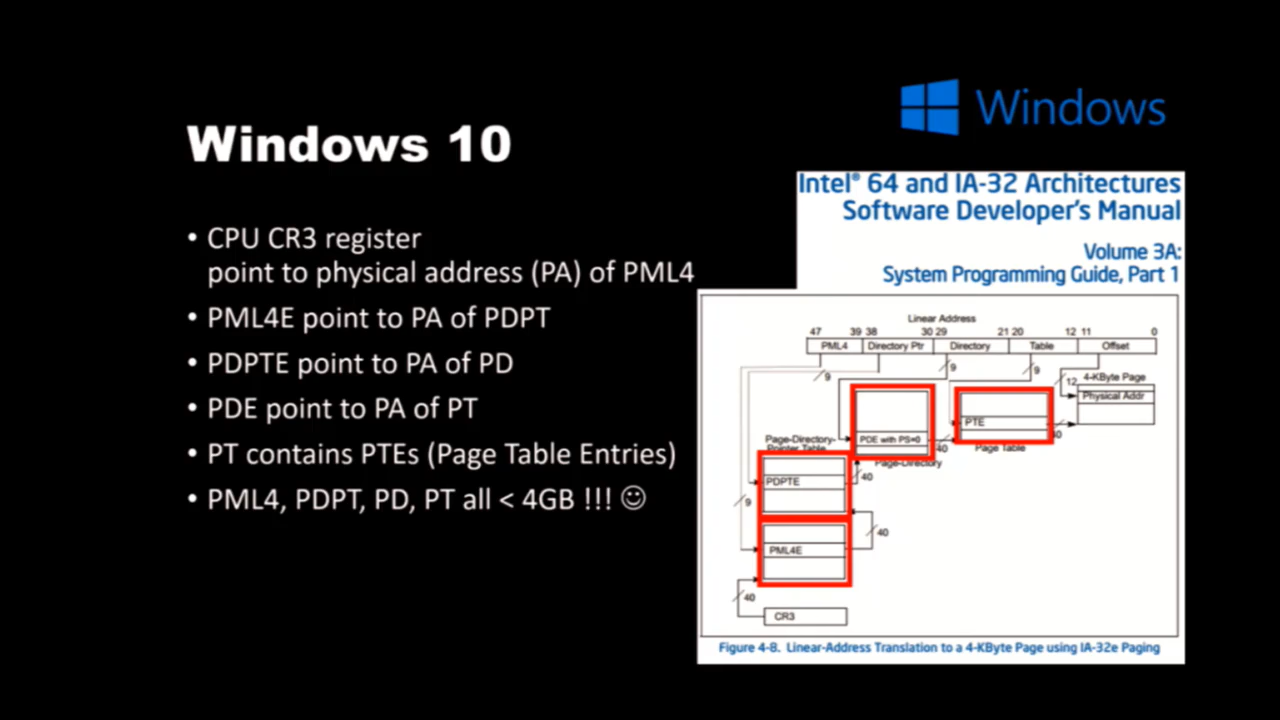 Windows
Windows 10
Intel® 64 and IA-32 Architectures
Software Developer's Manual
Volume 3A:
System Programming Guide, Part 1
• CPU CR3 register
point to physical address (PA) of PML4
• PML4E point to PA of PDPT
• PDPTE point to PA of PD
• PDE point to PA of PT
• PT contains PTEs (Page Table Entries)
• PML4, PDPT, PD, PT all < 4GB !!! ☺
Linear Address
47 39 38 30 29 21 20 12 11 0
PML4 Directory Ptr Directory Table Offset
9 9 9
12 4-KByte Page
Physical Addr
PTE
PDE with PS=0
40 40
Page-Directory-
Pointer Table
Page Table
Page-Directory
PDPTE
40
9
40
PML4E
40
CR3
Figure 4-8. Linear-Address Translation to a 4-KByte Page using IA-32e Paging